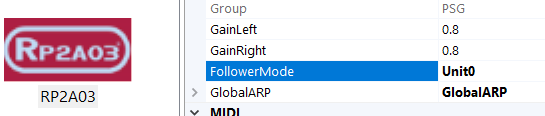 RP2A03
RP2A03
Group PSG
GainLeft 0.8
GainRight 0.8
FollowerMode Unit0
GlobalARP GlobalARP
MIDI